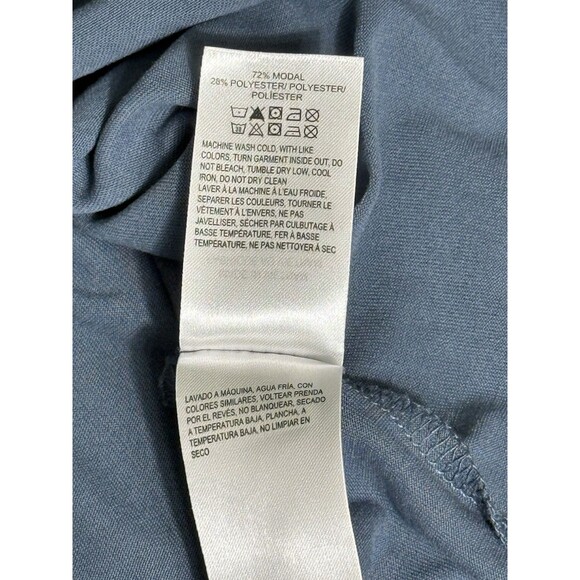 72% MODAL
28% POLYESTER/ POLYESTER/
POLÍESTER
MACHINE WASH COLD, WITH LIKE
COLORS, TURN GARMENT INSIDE OUT, DO
NOT BLEACH, TUMBLE DRY LOW, COOL
IRON, DO NOT DRY CLEAN
LAVER À LA MACHINE À L'EAU FROIDE,
SEPARER LES COULEURS, TOURNER LE
VÊTEMENT À L'ENVERS, NE PAS
JAVELLISER, SÉCHER PAR CULBUTAGE À
BASSE TEMPÉRATURE, FER À BASSE
TEMPÉRATURE, NE PAS NETTOYER À SEC
LAVADO A MÁQUINA, AGUA FRÍA, CON
COLORES SIMILARES, VOLTEAR PRENDA
POR EL REVÉS, NO BLANQUEAR, SECADO
A TEMPERATURA BAJA, PLANCHA, A
TEMPERATURA BAJA, NO LIMPIAR EN
SECO